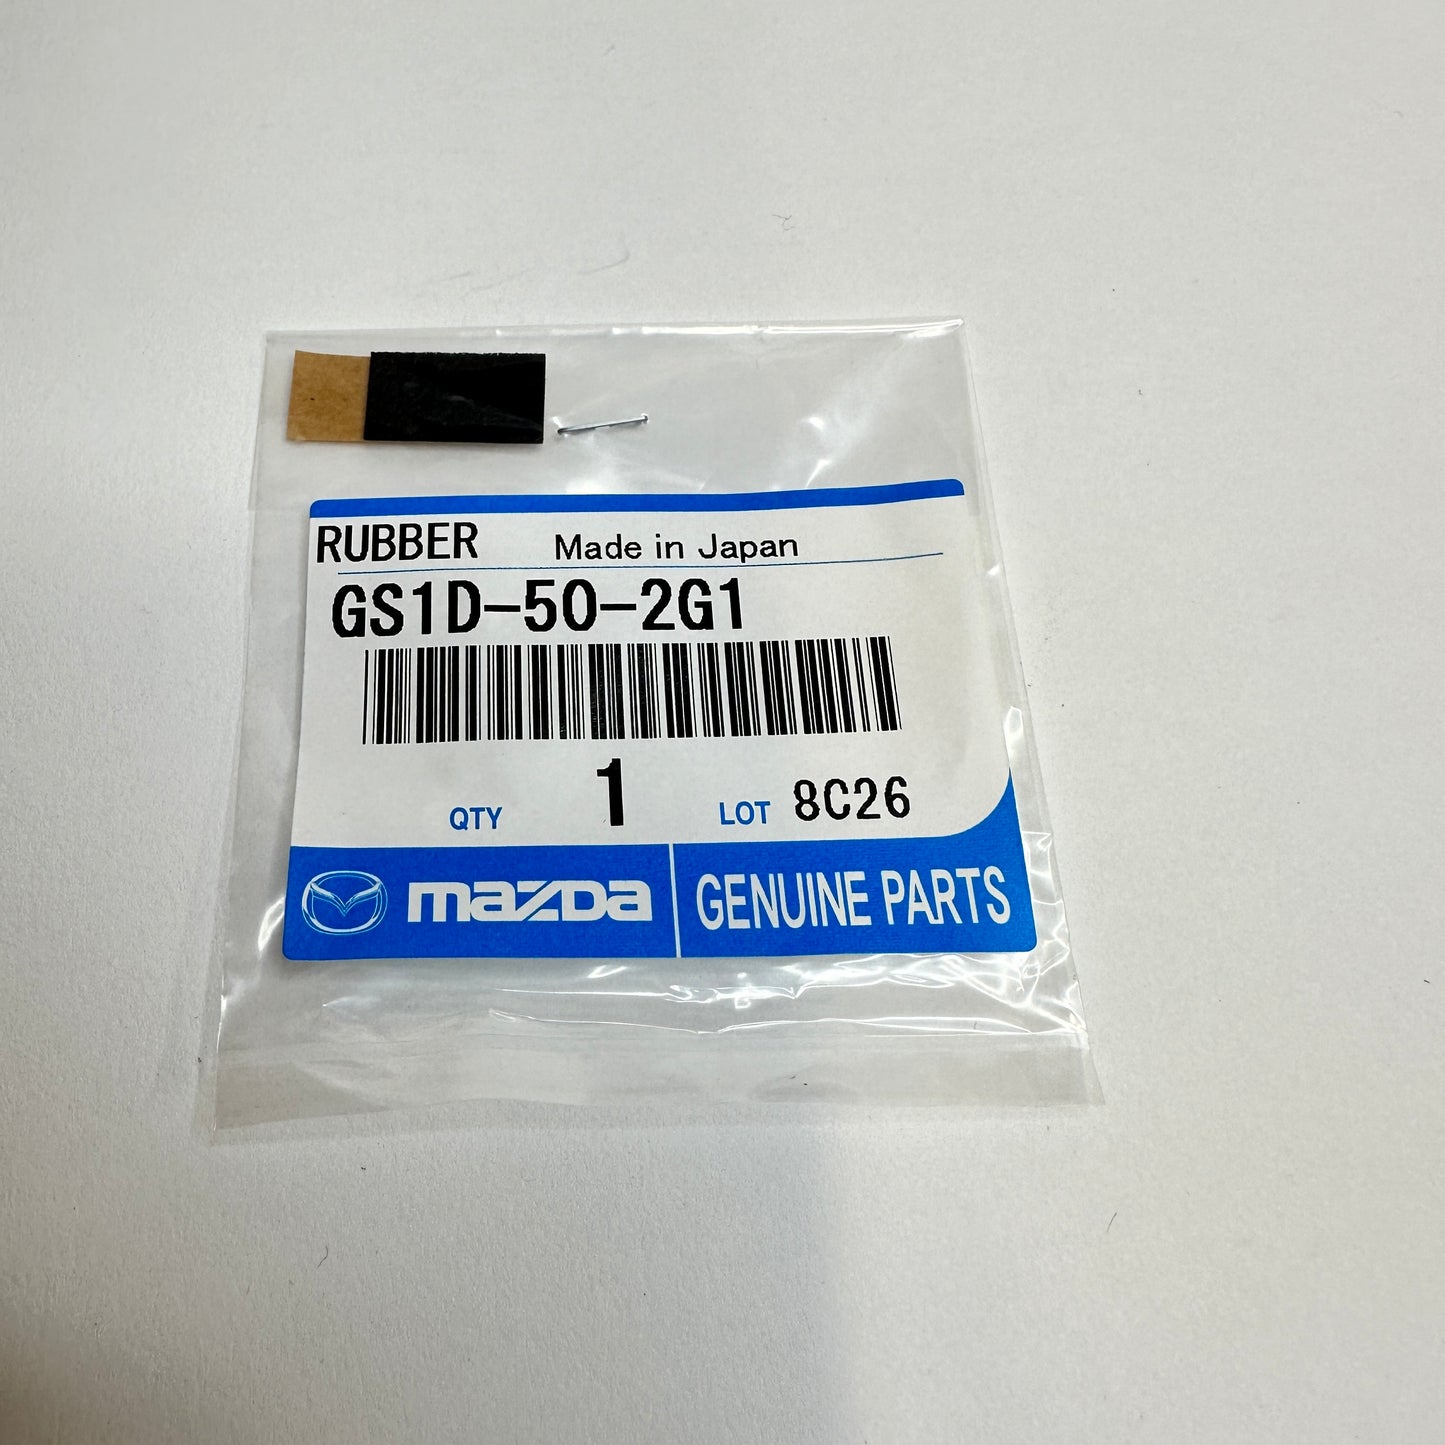 RUBBER Made in Japan
GS1D-50-2G1
QTY 1 LOT 8C26
mazda GENUINE PARTS